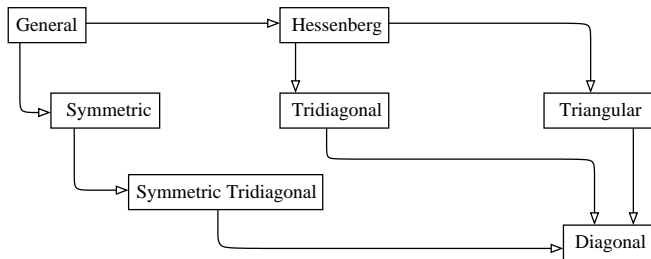 General
Hessenberg
Symmetric
Tridiagonal
Triangular
Symmetric Tridiagonal
Diagonal